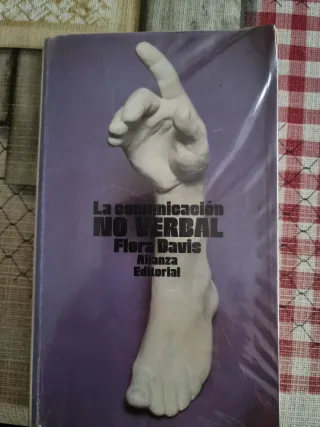 La comunicación
NO VERBAL
Flora Davis
Alianza
Editorial